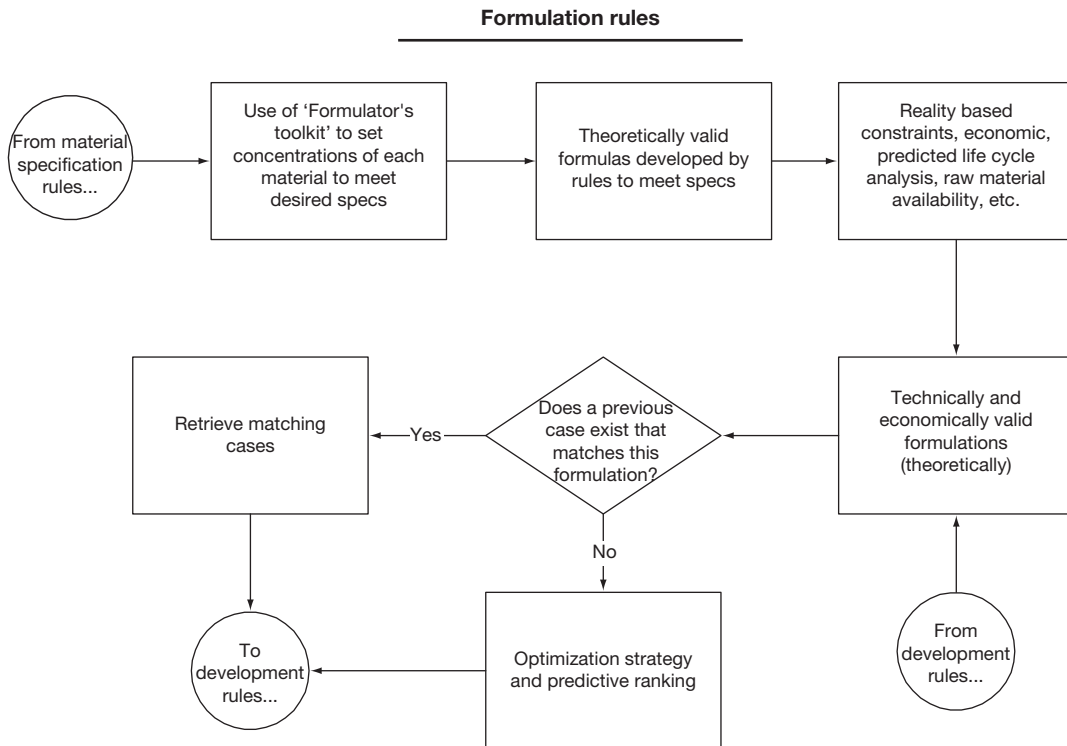 Formulation rules
From material
specification
rules...
Use of ‘Formulator's
toolkit’ to set
concentrations of each
material to meet
desired specs
Theoretically valid
formulas developed by
rules to meet specs
Reality based
constraints, economic,
predicted life cycle
analysis, raw material
availability, etc.
Technically and
economically valid
formulations
(theoretically)
Does a previous
case exist that
matches this
formulation?
Yes
Retrieve matching
cases
No
Optimization strategy
and predictive ranking
To
development
rules...
From
development
rules...